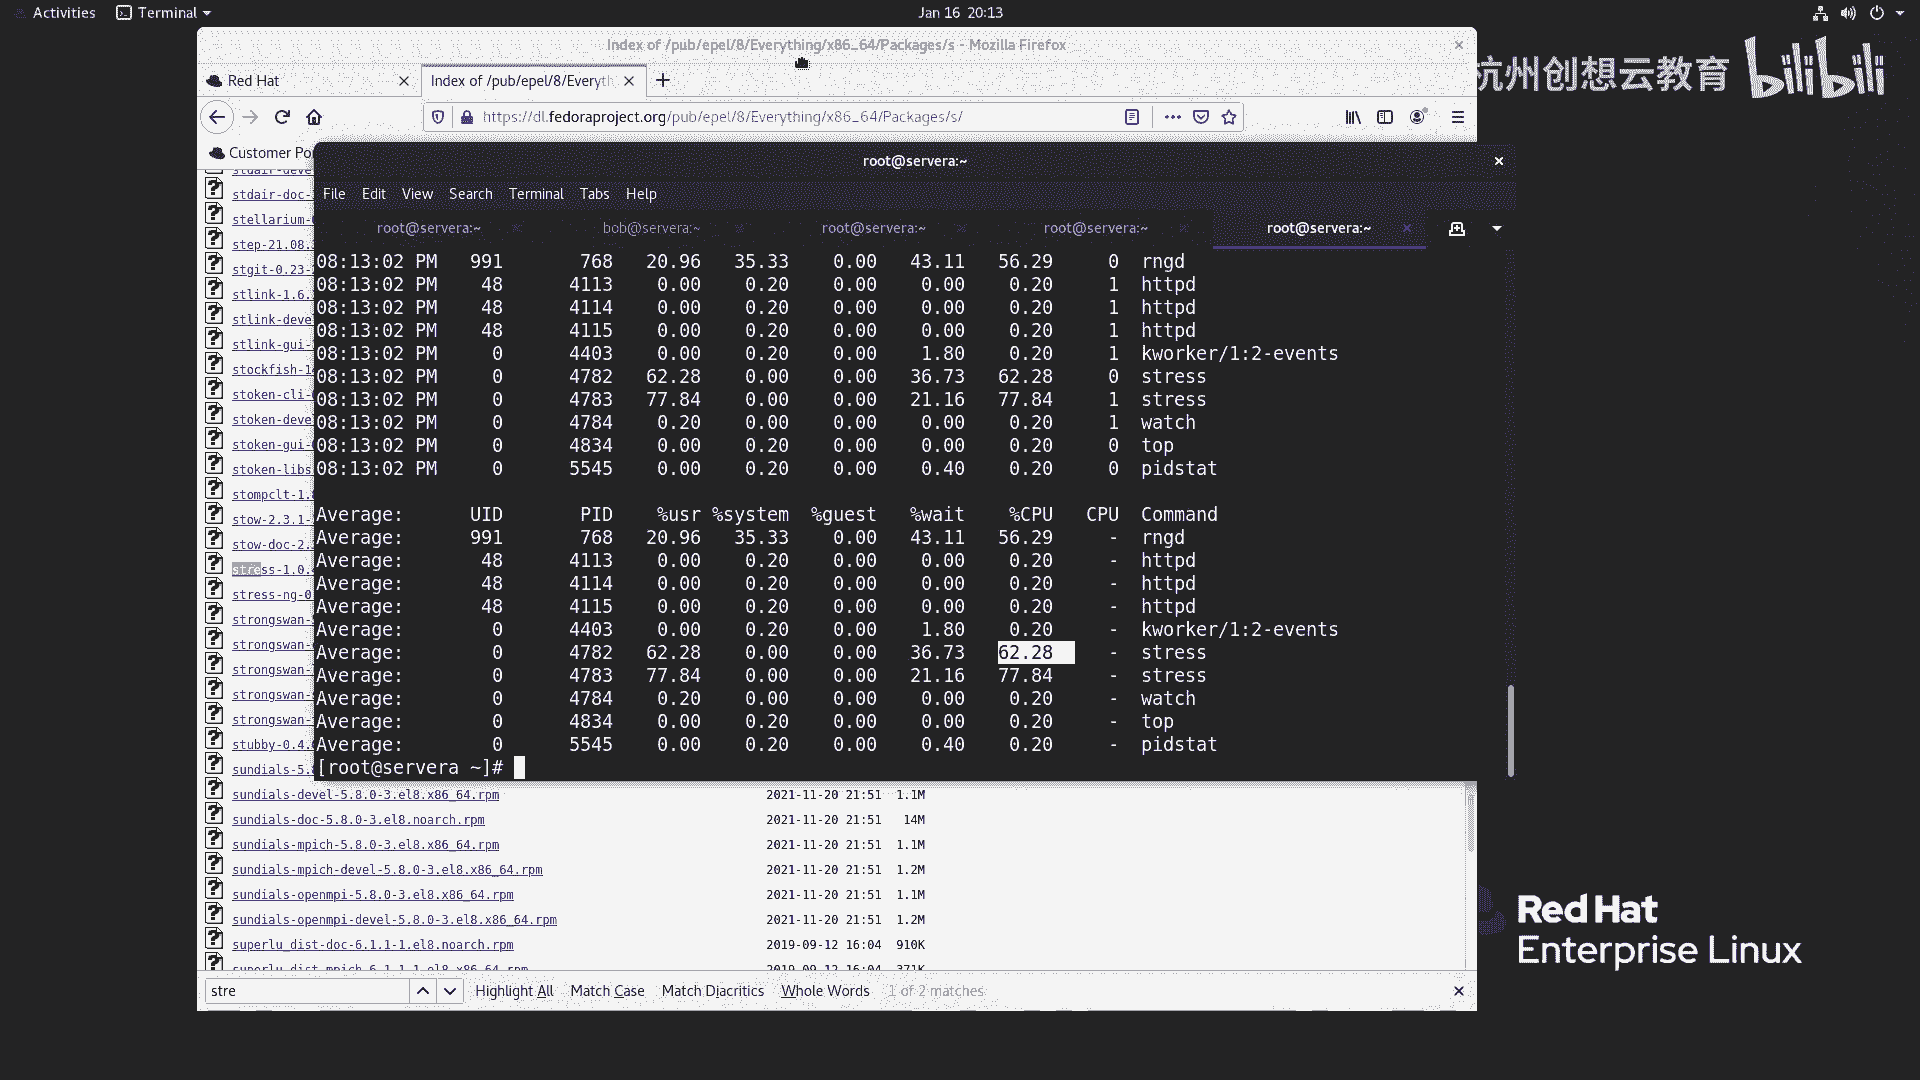 Activities Terminal Jan 16 20:13
Index of /pub/epel/8/Everything/x86_64/Packages/s - Mozilla Firefox
杭州创想云教育 bilibili
Red Hat Index of /pub/epel/8/Everyth
https://dl.fedoraproject.org/pub/epel/8/Everything/x86_64/Packages/s/
Customer Po
root@servera:~
File Edit View Search Terminal Tabs Help
root@servera:~ bob@servera:~ root@servera:~ root@servera:~ root@servera:~
stdair-doc-
stellarium-
step-21.08.
stgit-0.23-
stlink-1.6.
stlink-deve
stlink-gui-
stockfish-1
stoken-cli-
stoken-deve
stoken-gui-
stoken-libs
stompclt-1.
stow-2.3.1-
stow-doc-2.
stress-1.0.4
stress-ng-0
strongswan-
strongswan-
strongswan-
strongswan-
strongswan-
stubby-0.4.
sundials-5.8
08:13:02 PM 991 768 20.96 35.33 0.00 43.11 56.29 0 rngd
08:13:02 PM 48 4113 0.00 0.20 0.00 0.00 0.20 1 httpd
08:13:02 PM 48 4114 0.00 0.20 0.00 0.00 0.20 1 httpd
08:13:02 PM 48 4115 0.00 0.20 0.00 0.00 0.20 1 httpd
08:13:02 PM 0 4403 0.00 0.20 0.00 1.80 0.20 1 kworker/1:2-events
08:13:02 PM 0 4782 62.28 0.00 0.00 36.73 62.28 0 stress
08:13:02 PM 0 4783 77.84 0.00 0.00 21.16 77.84 1 stress
08:13:02 PM 0 4784 0.20 0.00 0.00 0.00 0.20 1 watch
08:13:02 PM 0 4834 0.00 0.20 0.00 0.00 0.20 0 top
08:13:02 PM 0 5545 0.00 0.20 0.00 0.40 0.20 0 pidstat
Average: UID PID %usr %system %guest %wait %CPU CPU Command
Average: 991 768 20.96 35.33 0.00 43.11 56.29 - rngd
Average: 48 4113 0.00 0.20 0.00 0.00 0.20 - httpd
Average: 48 4114 0.00 0.20 0.00 0.00 0.20 - httpd
Average: 48 4115 0.00 0.20 0.00 0.00 0.20 - httpd
Average: 0 4403 0.00 0.20 0.00 1.80 0.20 - kworker/1:2-events
Average: 0 4782 62.28 0.00 0.00 36.73 62.28 - stress
Average: 0 4783 77.84 0.00 0.00 21.16 77.84 - stress
Average: 0 4784 0.20 0.00 0.00 0.00 0.20 - watch
Average: 0 4834 0.00 0.20 0.00 0.00 0.20 - top
Average: 0 5545 0.00 0.20 0.00 0.40 0.20 - pidstat
[root@servera ~]#
sundials-devel-5.8.0-3.el8.x86_64.rpm 2021-11-20 21:51 1.1M
sundials-doc-5.8.0-3.el8.noarch.rpm 2021-11-20 21:51 14M
sundials-mpich-5.8.0-3.el8.x86_64.rpm 2021-11-20 21:51 1.1M
sundials-mpich-devel-5.8.0-3.el8.x86_64.rpm 2021-11-20 21:51 1.2M
sundials-openmpi-5.8.0-3.el8.x86_64.rpm 2021-11-20 21:51 1.1M
sundials-openmpi-devel-5.8.0-3.el8.x86_64.rpm 2021-11-20 21:51 1.2M
superlu_dist-doc-6.1.1-1.el8.noarch.rpm 2019-09-12 16:04 910K
superlu_dist-mpich-6.1.1-1.el8.x86_64.rpm 2019-09-12 16:04 371K
stre Highlight All Match Case Match Diacritics Whole Words 1 of 2 matches
Red Hat
Enterprise Linux